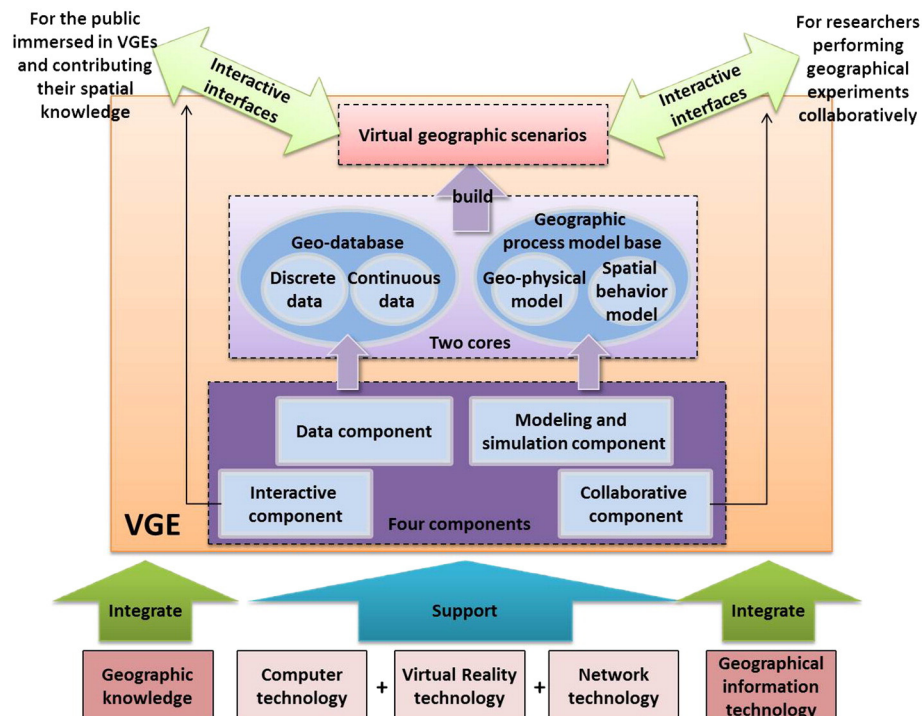 For the public
immersed in VGEs
and contributing
their spatial
knowledge
Interactive
interfaces
For researchers
performing
geographical
experiments
collaboratively
Interactive
interfaces
Virtual geographic scenarios
build
Geo-database
Discrete
data
Continuous
data
Geographic
process model base
Geo-physical
model
Spatial
behavior
model
Two cores
Data component
Modeling and
simulation component
Interactive
component
Collaborative
component
Four components
VGE
Integrate
Support
Integrate
Geographic
knowledge
Computer
technology
+
Virtual Reality
technology
+
Network
technology
Geographical
information
technology